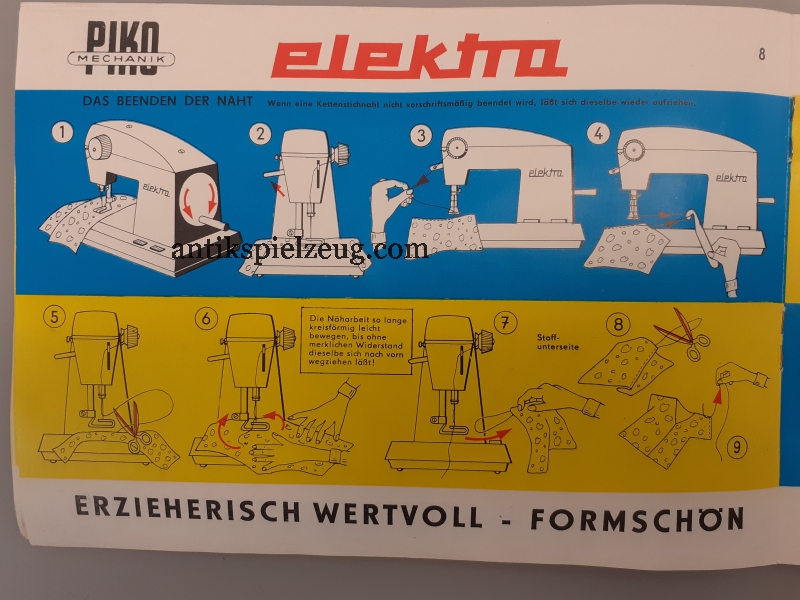 PIKO
MECHANIK
elektra
8
DAS BEENDEN DER NAHT
Wenn eine Kettenstichnaht nicht vorschriftsmäßig beendet wird, läßt sich dieselbe wieder aufziehen.
1
2
3
4
elektra
elektra
elektra
antikspielzeug.com
5
6
Die Näharbeit so lange
kreisförmig leicht
bewegen, bis ohne
merklichen Widerstand
dieselbe sich nach vorn
wegziehen läßt!
7
Stoff-
unterseite
8
9
ERZIEHERISCH WERTVOLL - FORMSCHÖN